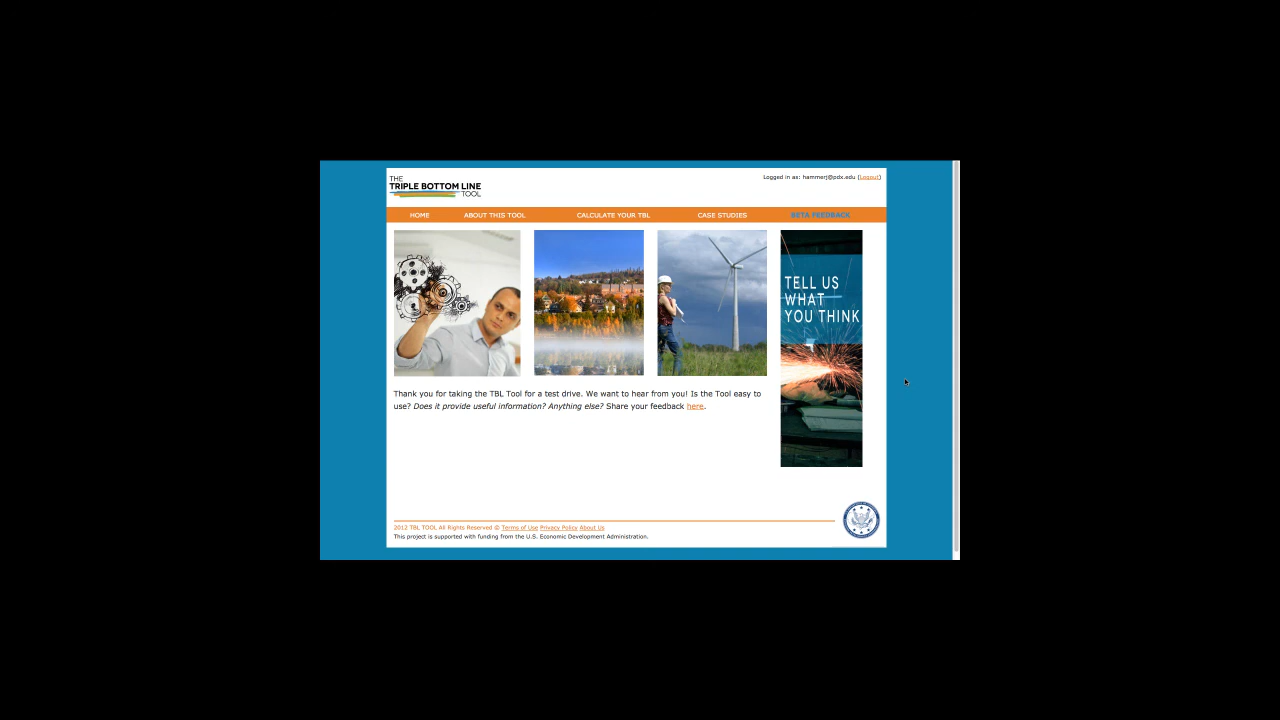 THE
TRIPLE BOTTOM LINE
TOOL
Logged in as: hammerj@pdx.edu (Logout)
HOME ABOUT THIS TOOL CALCULATE YOUR TBL CASE STUDIES BETA FEEDBACK
TELL US
WHAT
YOU THINK
Thank you for taking the TBL Tool for a test drive. We want to hear from you! Is the Tool easy to
use? Does it provide useful information? Anything else? Share your feedback here.
2012 TBL TOOL All Rights Reserved © Terms of Use Privacy Policy About Us
This project is supported with funding from the U.S. Economic Development Administration.